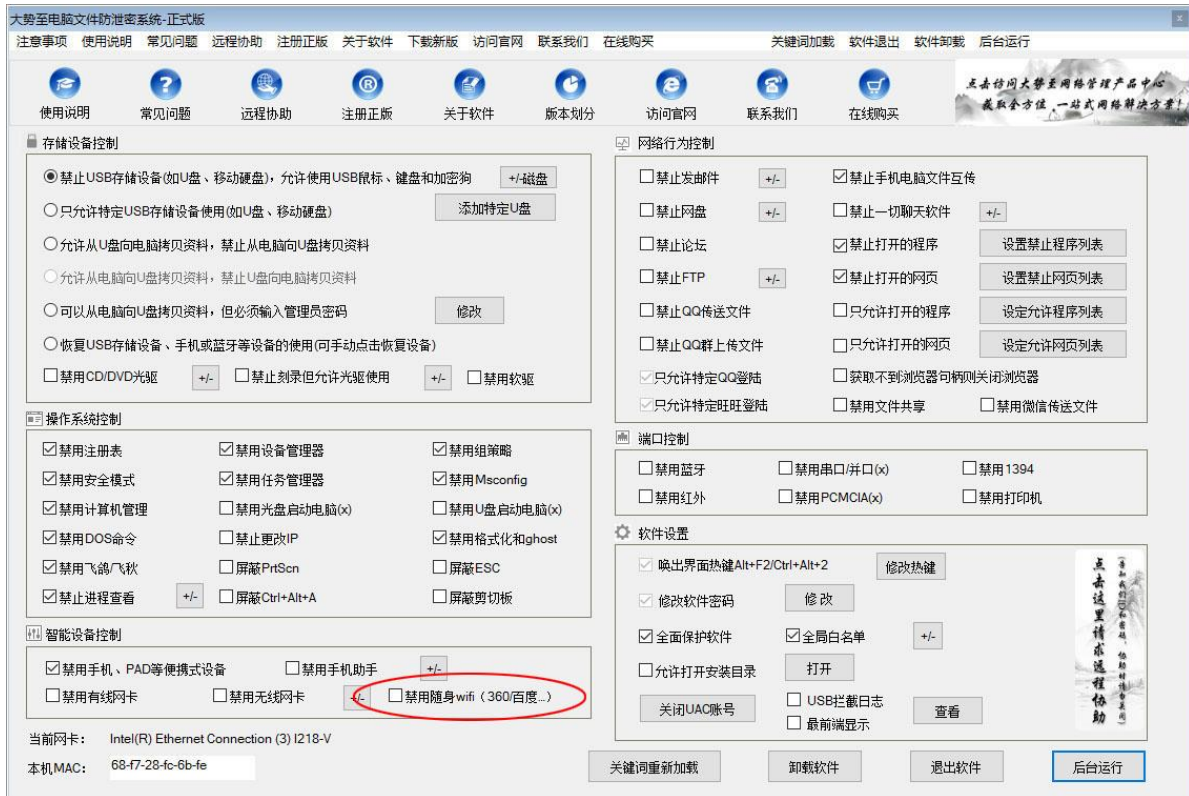 大势至电脑文件防泄密系统-正式版
x
注意事项 使用说明 常见问题 远程协助 注册正版 关于软件 下载新版 访问官网 联系我们 在线购买 关键词加载 软件退出 软件卸载 后台运行
使用说明 常见问题 远程协助 注册正版 关于软件 版本划分 访问官网 联系我们 在线购买
点击访问大势至网络管理产品中心
获取全方位、一站式网络解决方案!
存储设备控制
禁止USB存储设备(如U盘、移动硬盘)，允许使用USB鼠标、键盘和加密狗 +/-磁盘
只允许特定USB存储设备使用(如U盘、移动硬盘) 添加特定U盘
允许从U盘向电脑拷贝资料，禁止从电脑向U盘拷贝资料
允许从电脑向U盘拷贝资料，禁止U盘向电脑拷贝资料
可以从电脑向U盘拷贝资料，但必须输入管理员密码 修改
恢复USB存储设备、手机或蓝牙等设备的使用(可手动点击恢复设备)
禁用CD/DVD光驱 +/- 禁止刻录但允许光驱使用 +/- 禁用软驱
操作系统控制
禁用注册表 禁用设备管理器 禁用组策略
禁用安全模式 禁用任务管理器 禁用Msconfig
禁用计算机管理 禁用光盘启动电脑(x) 禁用U盘启动电脑(x)
禁用DOS命令 禁止更改IP 禁用格式化和ghost
禁用飞鸽/飞秋 屏蔽PrtScn 屏蔽ESC
禁止进程查看 +/- 屏蔽Ctrl+Alt+A 屏蔽剪切板
智能设备控制
禁用手机、PAD等便携式设备 禁用手机助手 +/-
禁用有线网卡 禁用无线网卡 +/- 禁用随身wifi（360/百度...）
当前网卡： Intel(R) Ethernet Connection (3) I218-V
本机MAC： 68-f7-28-fc-6b-fe
网络行为控制
禁止发邮件 +/- 禁止手机电脑文件互传
禁止网盘 +/- 禁止一切聊天软件 +/-
禁止论坛 禁止打开的程序 设置禁止程序列表
禁止FTP +/- 禁止打开的网页 设置禁止网页列表
禁止QQ传送文件 只允许打开的程序 设定允许程序列表
禁止QQ群上传文件 只允许打开的网页 设定允许网页列表
只允许特定QQ登陆 获取不到浏览器句柄则关闭浏览器
只允许特定旺旺登陆 禁用文件共享 禁用微信传送文件
端口控制
禁用蓝牙 禁用串口/并口(x) 禁用1394
禁用红外 禁用PCMCIA(x) 禁用打印机
软件设置
唤出界面热键Alt+F2/Ctrl+Alt+2 修改热键
修改软件密码 修改
全面保护软件 全局白名单 +/-
允许打开安装目录 打开
关闭UAC账号 USB拦截日志 查看
最前端显示
点击这里请求远程协助
关键词重新加载 卸载软件 退出软件 后台运行